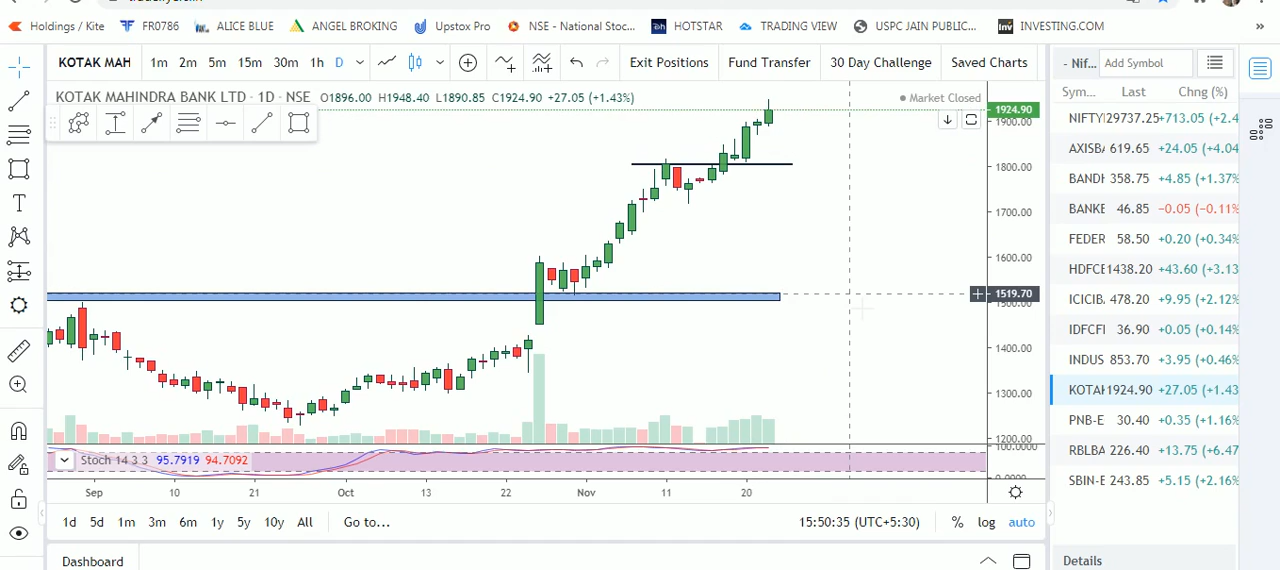 Holdings / Kite FR0786 ALICE BLUE ANGEL BROKING Upstox Pro NSE - National Stoc... HOTSTAR TRADING VIEW USPC JAIN PUBLIC... INVESTING.COM »
KOTAK MAH 1m 2m 5m 15m 30m 1h D Exit Positions Fund Transfer 30 Day Challenge Saved Charts - Nif... Add Symbol
KOTAK MAHINDRA BANK LTD · 1D · NSE O1896.00 H1948.40 L1890.85 C1924.90 +27.05 (+1.43%) Market Closed
Sym... Last Chng (%)
1924.90
1900.00
1800.00
1700.00
1600.00
1519.70
1500.00
1400.00
1300.00
1200.00
100.0000
0.0000
NIFTY 29737.25 +713.05 (+2.4
AXISBA 619.65 +24.05 (+4.04
BANDH 358.75 +4.85 (+1.37%
BANKE 46.85 −0.05 (−0.11%
FEDER 58.50 +0.20 (+0.34%
HDFCE 1438.20 +43.60 (+3.13
ICICIB. 478.20 +9.95 (+2.12%
IDFCFI 36.90 +0.05 (+0.14%
INDUS 853.70 +3.95 (+0.46%
KOTAK 1924.90 +27.05 (+1.43
PNB-E 30.40 +0.35 (+1.16%
RBLBA 226.40 +13.75 (+6.47
SBIN-E 243.85 +5.15 (+2.16%
Stoch 14 3 3 95.7919 94.7092
Sep 10 21 Oct 13 22 Nov 11 20
1d 5d 1m 3m 6m 1y 5y 10y All Go to... 15:50:35 (UTC+5:30) % log auto
Dashboard Details